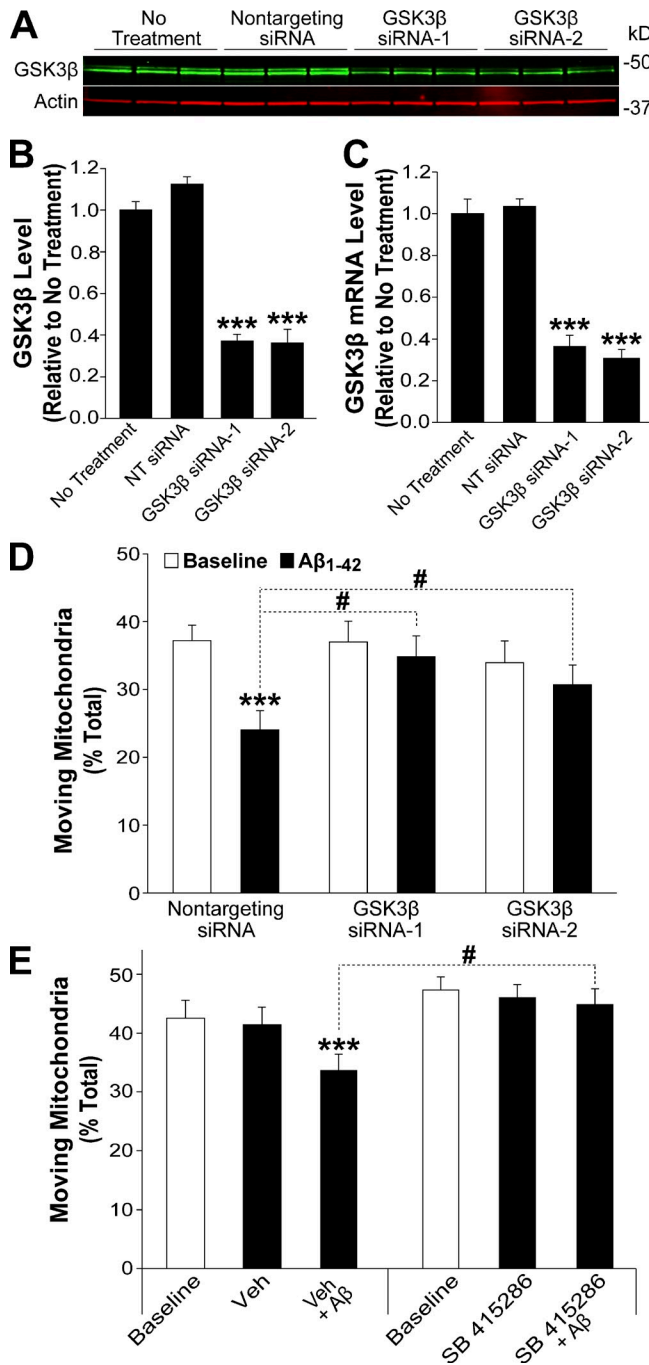 A
No Treatment
Nontargeting siRNA
GSK3β siRNA-1
GSK3β siRNA-2
kD
GSK3β
-50
Actin
-37
B
GSK3β Level
(Relative to No Treatment)
1.2
1.0
0.8
0.6
0.4
0.2
0.0
***
***
No Treatment
NT siRNA
GSK3β siRNA-1
GSK3β siRNA-2
C
GSK3β mRNA Level
(Relative to No Treatment)
1.2
1.0
0.8
0.6
0.4
0.2
0.0
***
***
No Treatment
NT siRNA
GSK3β siRNA-1
GSK3β siRNA-2
D
Moving Mitochondria
(% Total)
50
40
30
20
10
0
Baseline
Aβ1-42
#
#
***
Nontargeting
siRNA
GSK3β
siRNA-1
GSK3β
siRNA-2
E
Moving Mitochondria
(% Total)
50
40
30
20
10
0
#
***
Baseline
Veh
Veh
+ Aβ
Baseline
SB 415286
SB 415286
+ Aβ